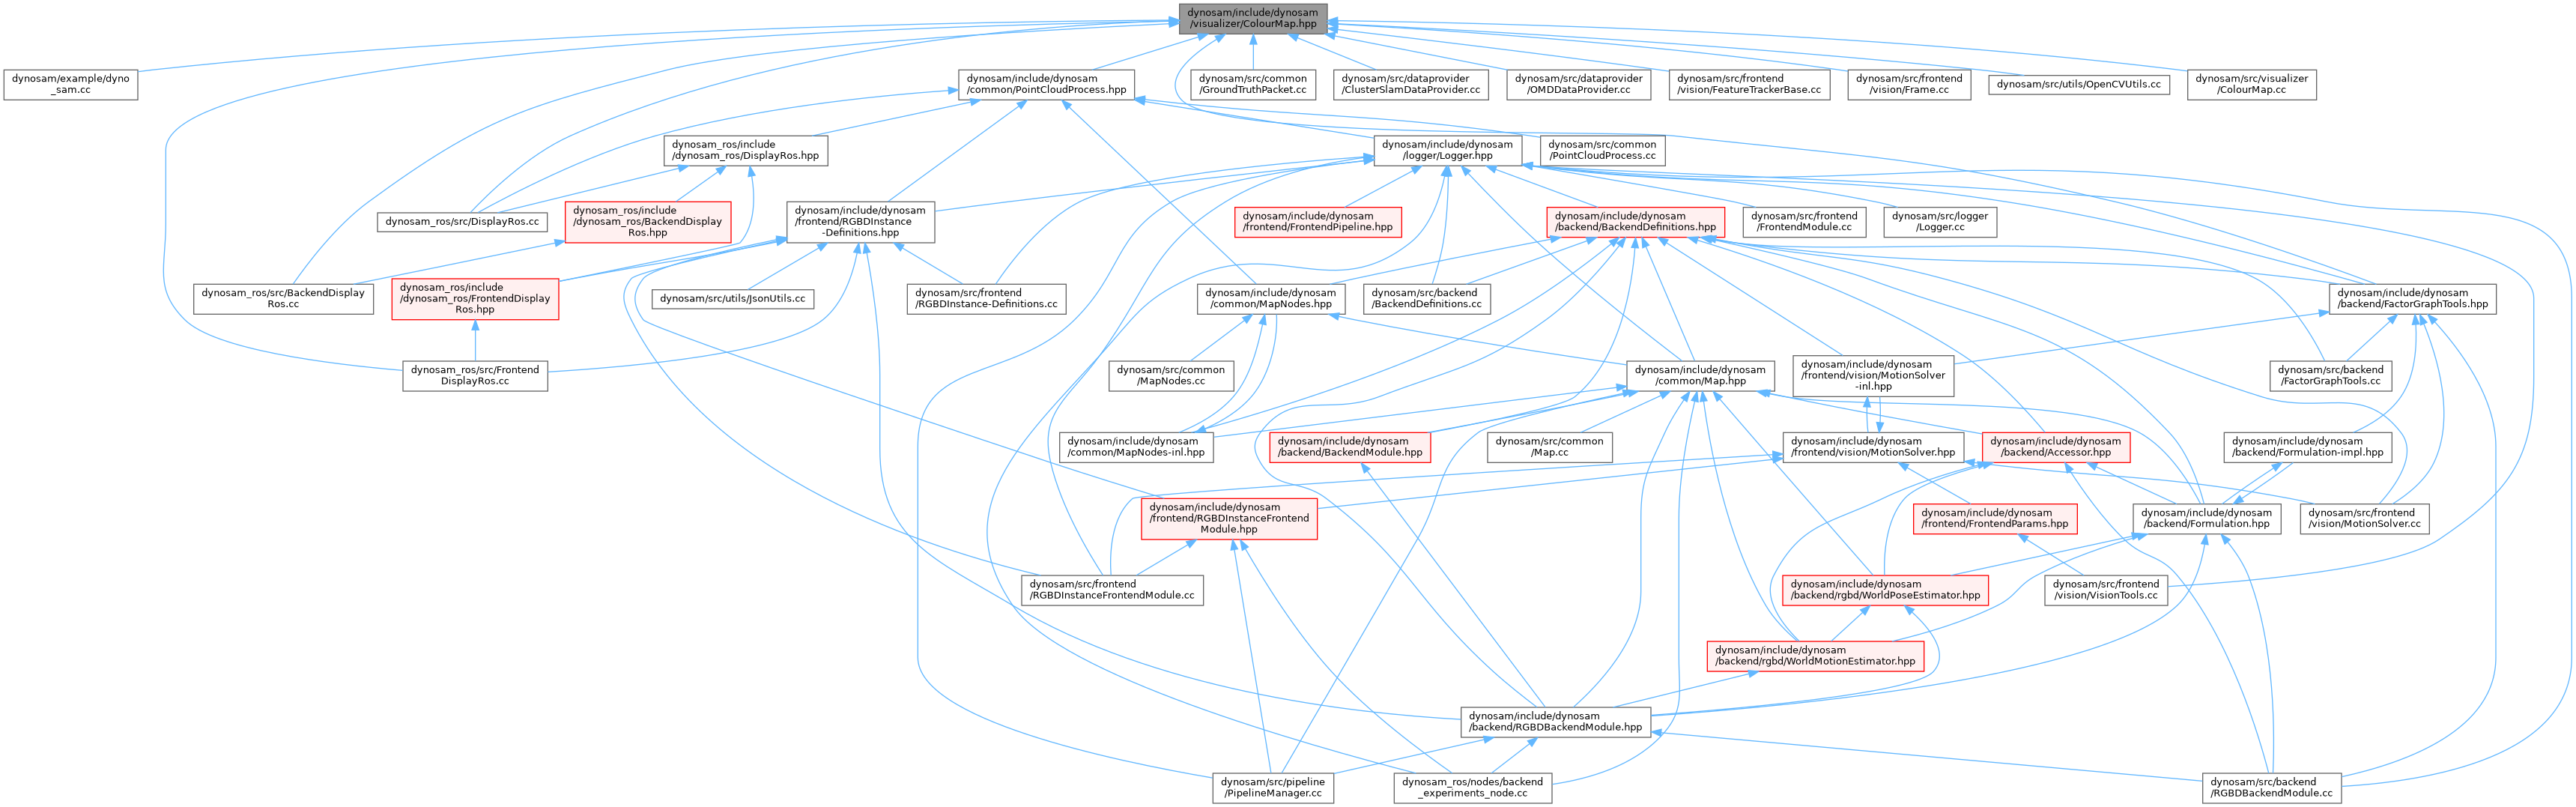 dynosam/include/dynosam
/visualizer/ColourMap.hpp
dynosam/example/dyno
_sam.cc
dynosam/include/dynosam
/common/PointCloudProcess.hpp
dynosam/src/common
/GroundTruthPacket.cc
dynosam/src/dataprovider
/ClusterSlamDataProvider.cc
dynosam/src/dataprovider
/OMDDataProvider.cc
dynosam/src/frontend
/vision/FeatureTrackerBase.cc
dynosam/src/frontend
/vision/Frame.cc
dynosam/src/utils/OpenCVUtils.cc
dynosam/src/visualizer
/ColourMap.cc
dynosam_ros/include
/dynosam_ros/DisplayRos.hpp
dynosam/include/dynosam
/logger/Logger.hpp
dynosam/src/common
/PointCloudProcess.cc
dynosam_ros/src/DisplayRos.cc
dynosam_ros/include
/dynosam_ros/BackendDisplay
Ros.hpp
dynosam/include/dynosam
/frontend/RGBDInstance
-Definitions.hpp
dynosam/include/dynosam
/frontend/FrontendPipeline.hpp
dynosam/include/dynosam
/backend/BackendDefinitions.hpp
dynosam/src/frontend
/FrontendModule.cc
dynosam/src/logger
/Logger.cc
dynosam_ros/src/BackendDisplay
Ros.cc
dynosam_ros/include
/dynosam_ros/FrontendDisplay
Ros.hpp
dynosam/src/utils/JsonUtils.cc
dynosam/src/frontend
/RGBDInstance-Definitions.cc
dynosam/include/dynosam
/common/MapNodes.hpp
dynosam/src/backend
/BackendDefinitions.cc
dynosam/include/dynosam
/backend/FactorGraphTools.hpp
dynosam_ros/src/Frontend
DisplayRos.cc
dynosam/src/common
/MapNodes.cc
dynosam/include/dynosam
/common/Map.hpp
dynosam/include/dynosam
/frontend/vision/MotionSolver
-inl.hpp
dynosam/src/backend
/FactorGraphTools.cc
dynosam/include/dynosam
/common/MapNodes-inl.hpp
dynosam/include/dynosam
/backend/BackendModule.hpp
dynosam/src/common
/Map.cc
dynosam/include/dynosam
/frontend/vision/MotionSolver.hpp
dynosam/include/dynosam
/backend/Accessor.hpp
dynosam/include/dynosam
/backend/Formulation-impl.hpp
dynosam/include/dynosam
/frontend/RGBDInstanceFrontend
Module.hpp
dynosam/include/dynosam
/frontend/FrontendParams.hpp
dynosam/include/dynosam
/backend/Formulation.hpp
dynosam/src/frontend
/vision/MotionSolver.cc
dynosam/src/frontend
/RGBDInstanceFrontendModule.cc
dynosam/include/dynosam
/backend/rgbd/WorldPoseEstimator.hpp
dynosam/src/frontend
/vision/VisionTools.cc
dynosam/include/dynosam
/backend/rgbd/WorldMotionEstimator.hpp
dynosam/include/dynosam
/backend/RGBDBackendModule.hpp
dynosam/src/pipeline
/PipelineManager.cc
dynosam_ros/nodes/backend
_experiments_node.cc
dynosam/src/backend
/RGBDBackendModule.cc